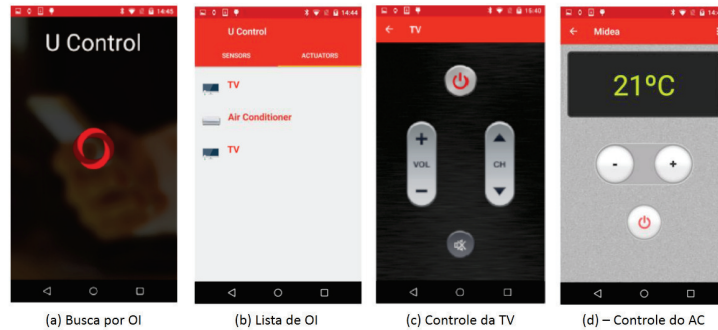 14:45
U Control
(a) Busca por OI
14:44
U Control
SENSORS
ACTUATORS
TV
Air Conditioner
TV
(b) Lista de OI
15:40
TV
+
VOL
−
CH
(c) Controle da TV
Midea
21ºC
-
+
(d) – Controle do AC